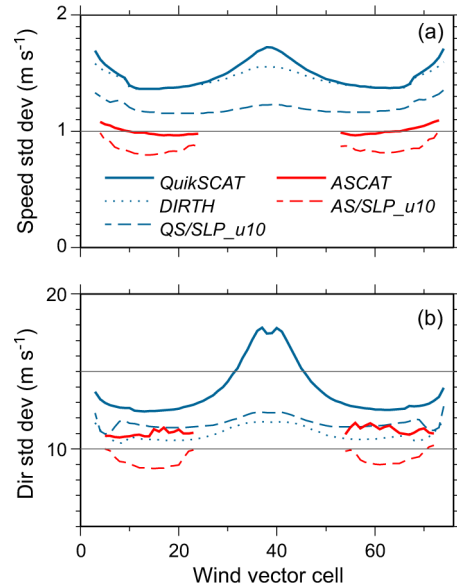 2
(a)
Speed std dev (m s⁻¹)
1
QuikSCAT
ASCAT
DIRTH
AS/SLP_u10
QS/SLP_u10
0
20
(b)
Dir std dev (m s⁻¹)
10
0
20
40
60
Wind vector cell